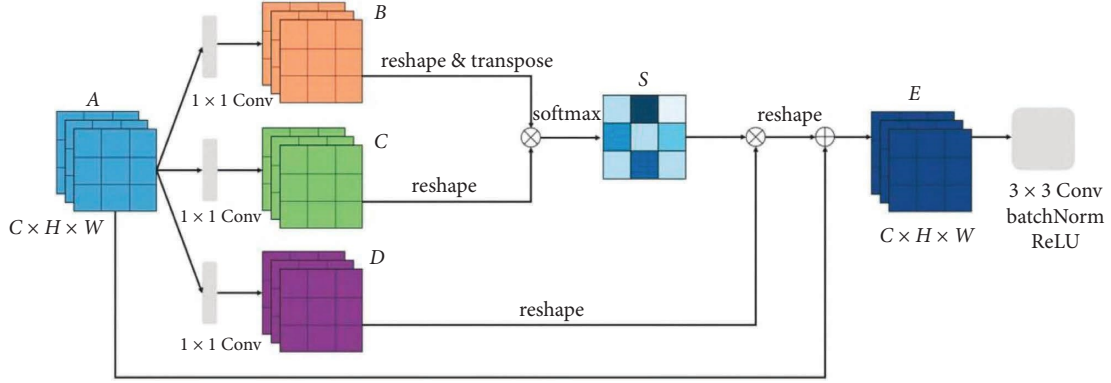 B
reshape & transpose
1 × 1 Conv
A
S
softmax
reshape
E
C
reshape
1 × 1 Conv
C × H × W
C × H × W
3 × 3 Conv
batchNorm
ReLU
D
reshape
1 × 1 Conv